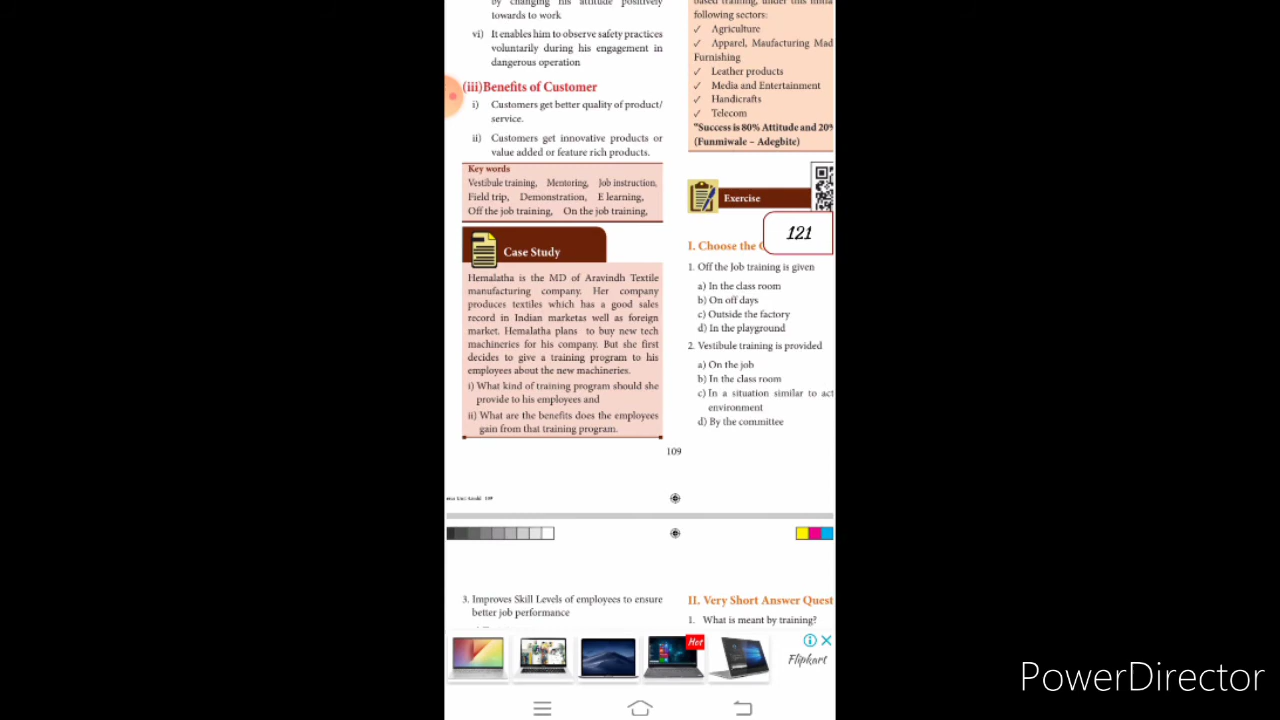 by changing his attitude positively
towards to work
vi) It enables him to observe safety practices
voluntarily during his engagement in
dangerous operation
(iii)Benefits of Customer
i) Customers get better quality of product/
service.
ii) Customers get innovative products or
value added or feature rich products.
Key words
Vestibule training, Mentoring, Job instruction,
Field trip, Demonstration, E learning,
Off the job training, On the job training,
Case Study
Hemalatha is the MD of Aravindh Textile
manufacturing company. Her company
produces textiles which has a good sales
record in Indian marketas well as foreign
market. Hemalatha plans to buy new tech
machineries for his company. But she first
decides to give a training program to his
employees about the new machineries.
i) What kind of training program should she
provide to his employees and
ii) What are the benefits does the employees
gain from that training program.
following sectors:
✓ Agriculture
✓ Apparel, Maufacturing Mad
Furnishing
✓ Leather products
✓ Media and Entertainment
✓ Handicrafts
✓ Telecom
"Success is 80% Attitude and 20%
(Funmiwale – Adegbite)
Exercise
121
I. Choose the
1. Off the Job training is given
a) In the class room
b) On off days
c) Outside the factory
d) In the playground
2. Vestibule training is provided
a) On the job
b) In the class room
c) In a situation similar to act
environment
d) By the committee
109
3. Improves Skill Levels of employees to ensure
better job performance
II. Very Short Answer Quest
1. What is meant by training?
Hot
Flipkart
PowerDirector